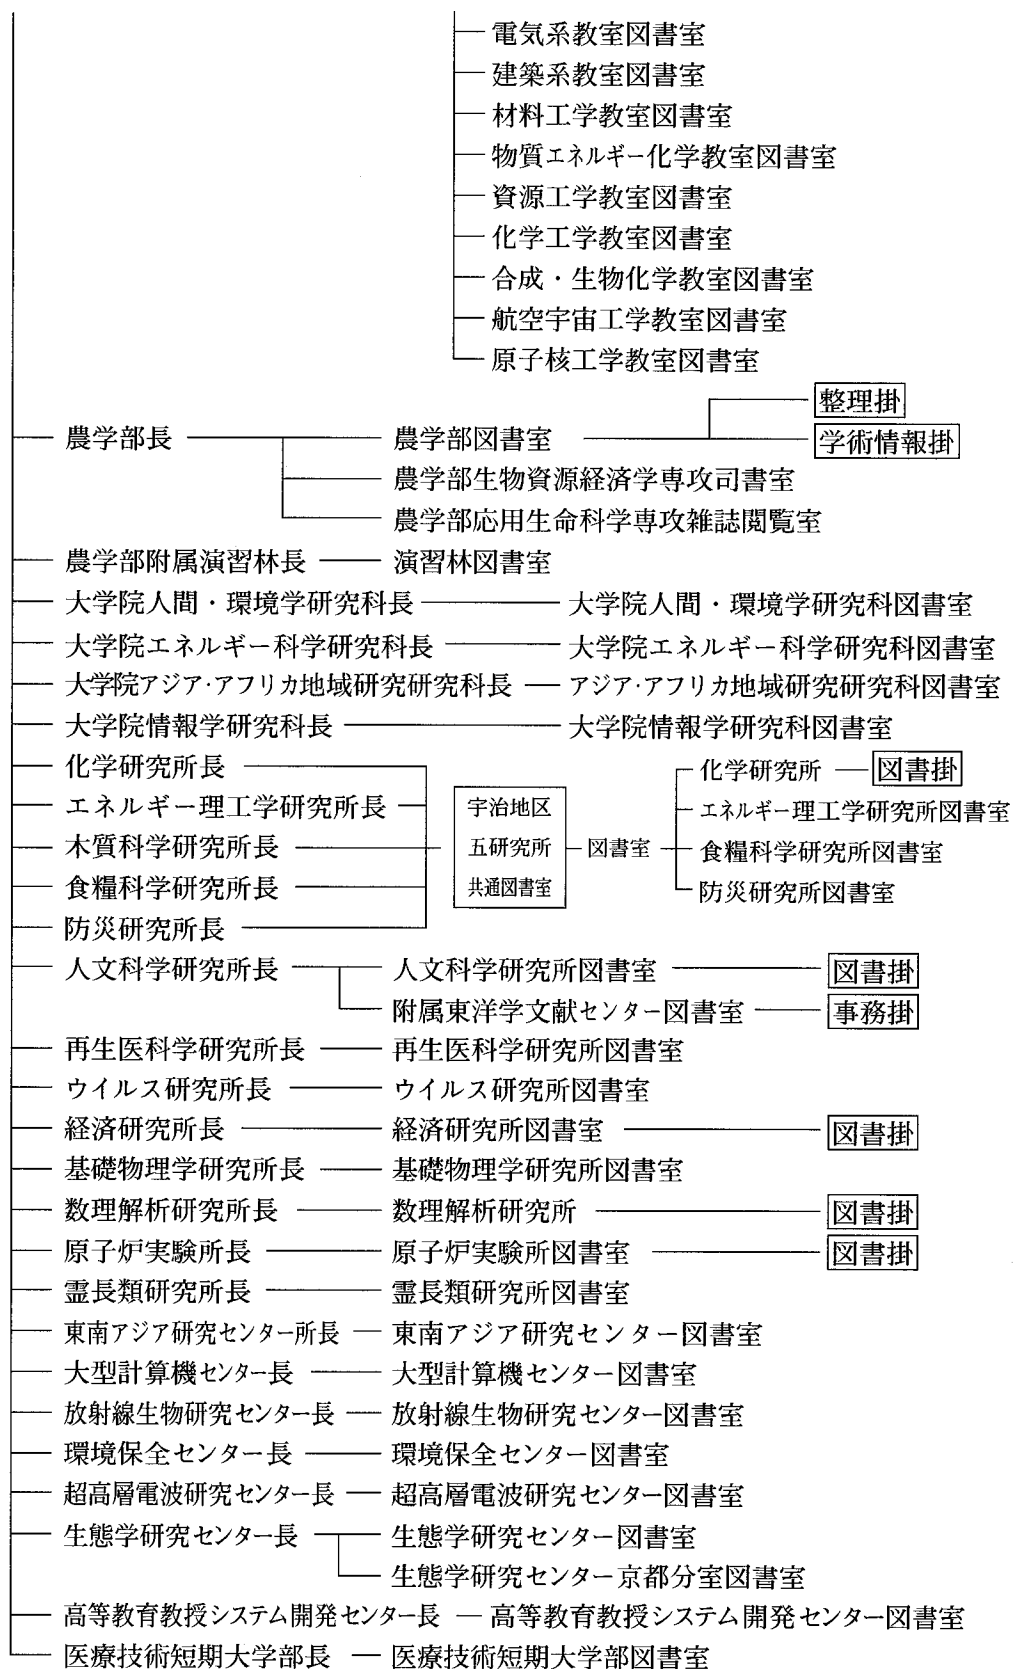 電気系教室図書室
建築系教室図書室
材料工学教室図書室
物質エネルギー化学教室図書室
資源工学教室図書室
化学工学教室図書室
合成・生物化学教室図書室
航空宇宙工学教室図書室
原子核工学教室図書室
整理掛
農学部長 農学部図書室 学術情報掛
農学部生物資源経済学専攻司書室
農学部応用生命科学専攻雑誌閲覧室
農学部附属演習林長 演習林図書室
大学院人間・環境学研究科長 大学院人間・環境学研究科図書室
大学院エネルギー科学研究科長 大学院エネルギー科学研究科図書室
大学院アジア・アフリカ地域研究研究科長 アジア・アフリカ地域研究研究科図書室
大学院情報学研究科長 大学院情報学研究科図書室
化学研究所長 化学研究所 図書掛
エネルギー理工学研究所長 宇治地区 エネルギー理工学研究所図書室
木質科学研究所長 五研究所 図書室 食糧科学研究所図書室
食糧科学研究所長 共通図書室 防災研究所図書室
防災研究所長
人文科学研究所長 人文科学研究所図書室 図書掛
附属東洋学文献センター図書室 事務掛
再生医科学研究所長 再生医科学研究所図書室
ウイルス研究所長 ウイルス研究所図書室
経済研究所長 経済研究所図書室 図書掛
基礎物理学研究所長 基礎物理学研究所図書室
数理解析研究所長 数理解析研究所 図書掛
原子炉実験所長 原子炉実験所図書室 図書掛
霊長類研究所長 霊長類研究所図書室
東南アジア研究センター所長 東南アジア研究センター図書室
大型計算機センター長 大型計算機センター図書室
放射線生物研究センター長 放射線生物研究センター図書室
環境保全センター長 環境保全センター図書室
超高層電波研究センター長 超高層電波研究センター図書室
生態学研究センター長 生態学研究センター図書室
生態学研究センター京都分室図書室
高等教育教授システム開発センター長 高等教育教授システム開発センター図書室
医療技術短期大学部長 医療技術短期大学部図書室